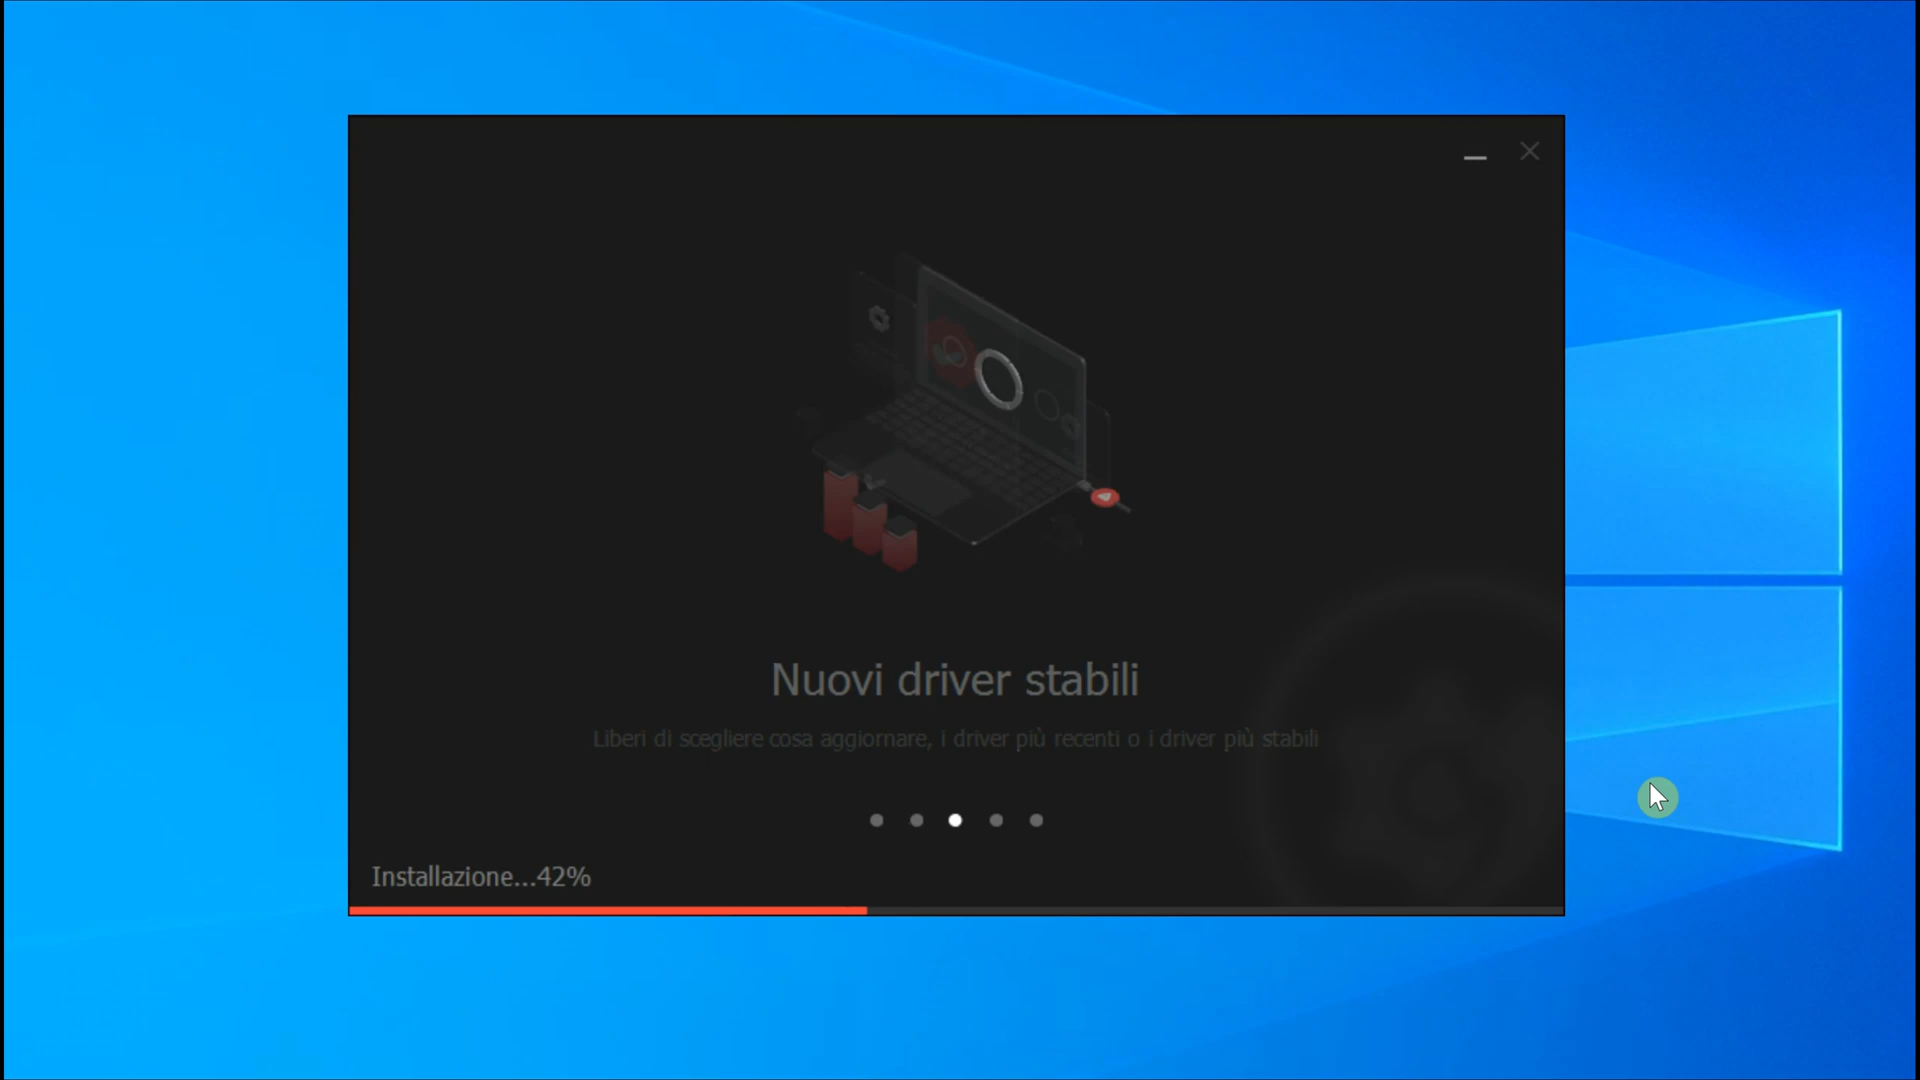 Nuovi driver stabili
Liberi di scegliere cosa aggiornare, i driver più recenti o i driver più stabili
Installazione...42%